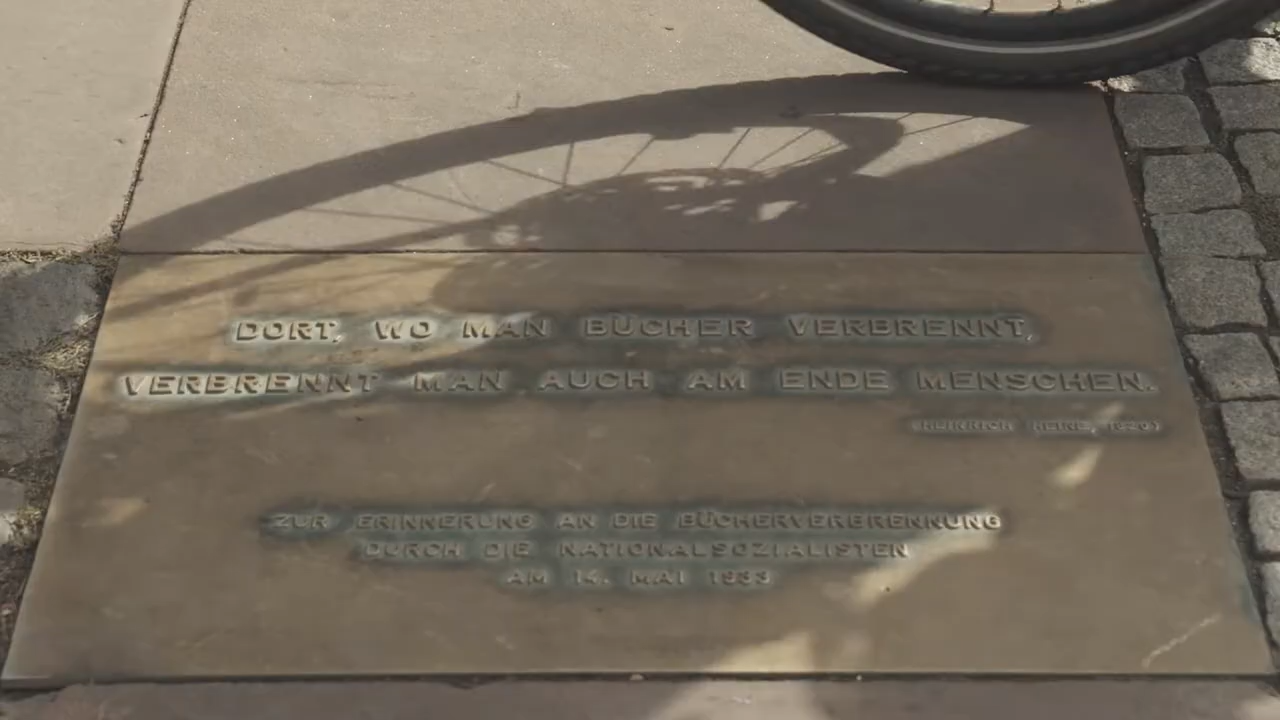 DORT, WO MAN BÜCHER VERBRENNT,
VERBRENNT MAN AUCH AM ENDE MENSCHEN.
(HEINRICH HEINE, 1820)
ZUR ERINNERUNG AN DIE BÜCHERVERBRENNUNG
DURCH DIE NATIONALSOZIALISTEN
AM 14. MAI 1933